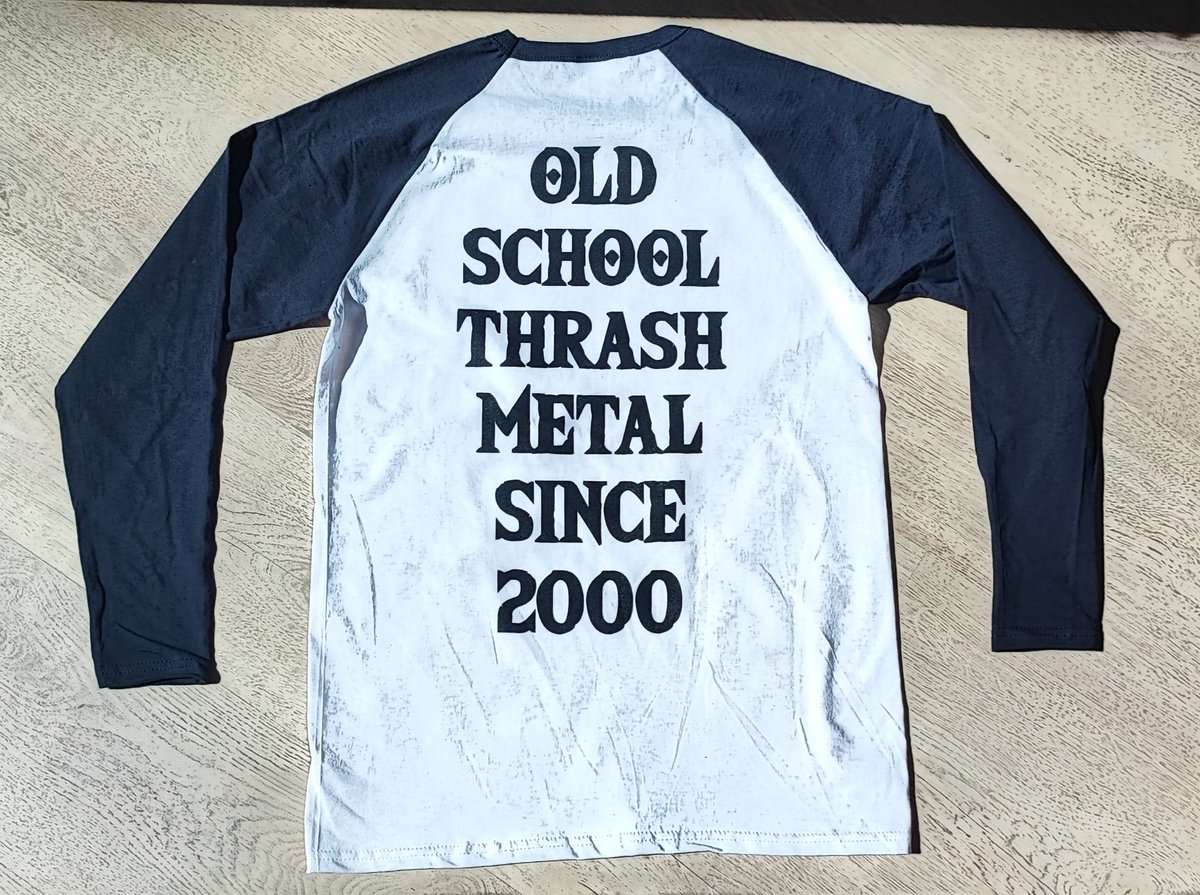 OLD
SCHOOL
THRASH
METAL
SINCE
2000